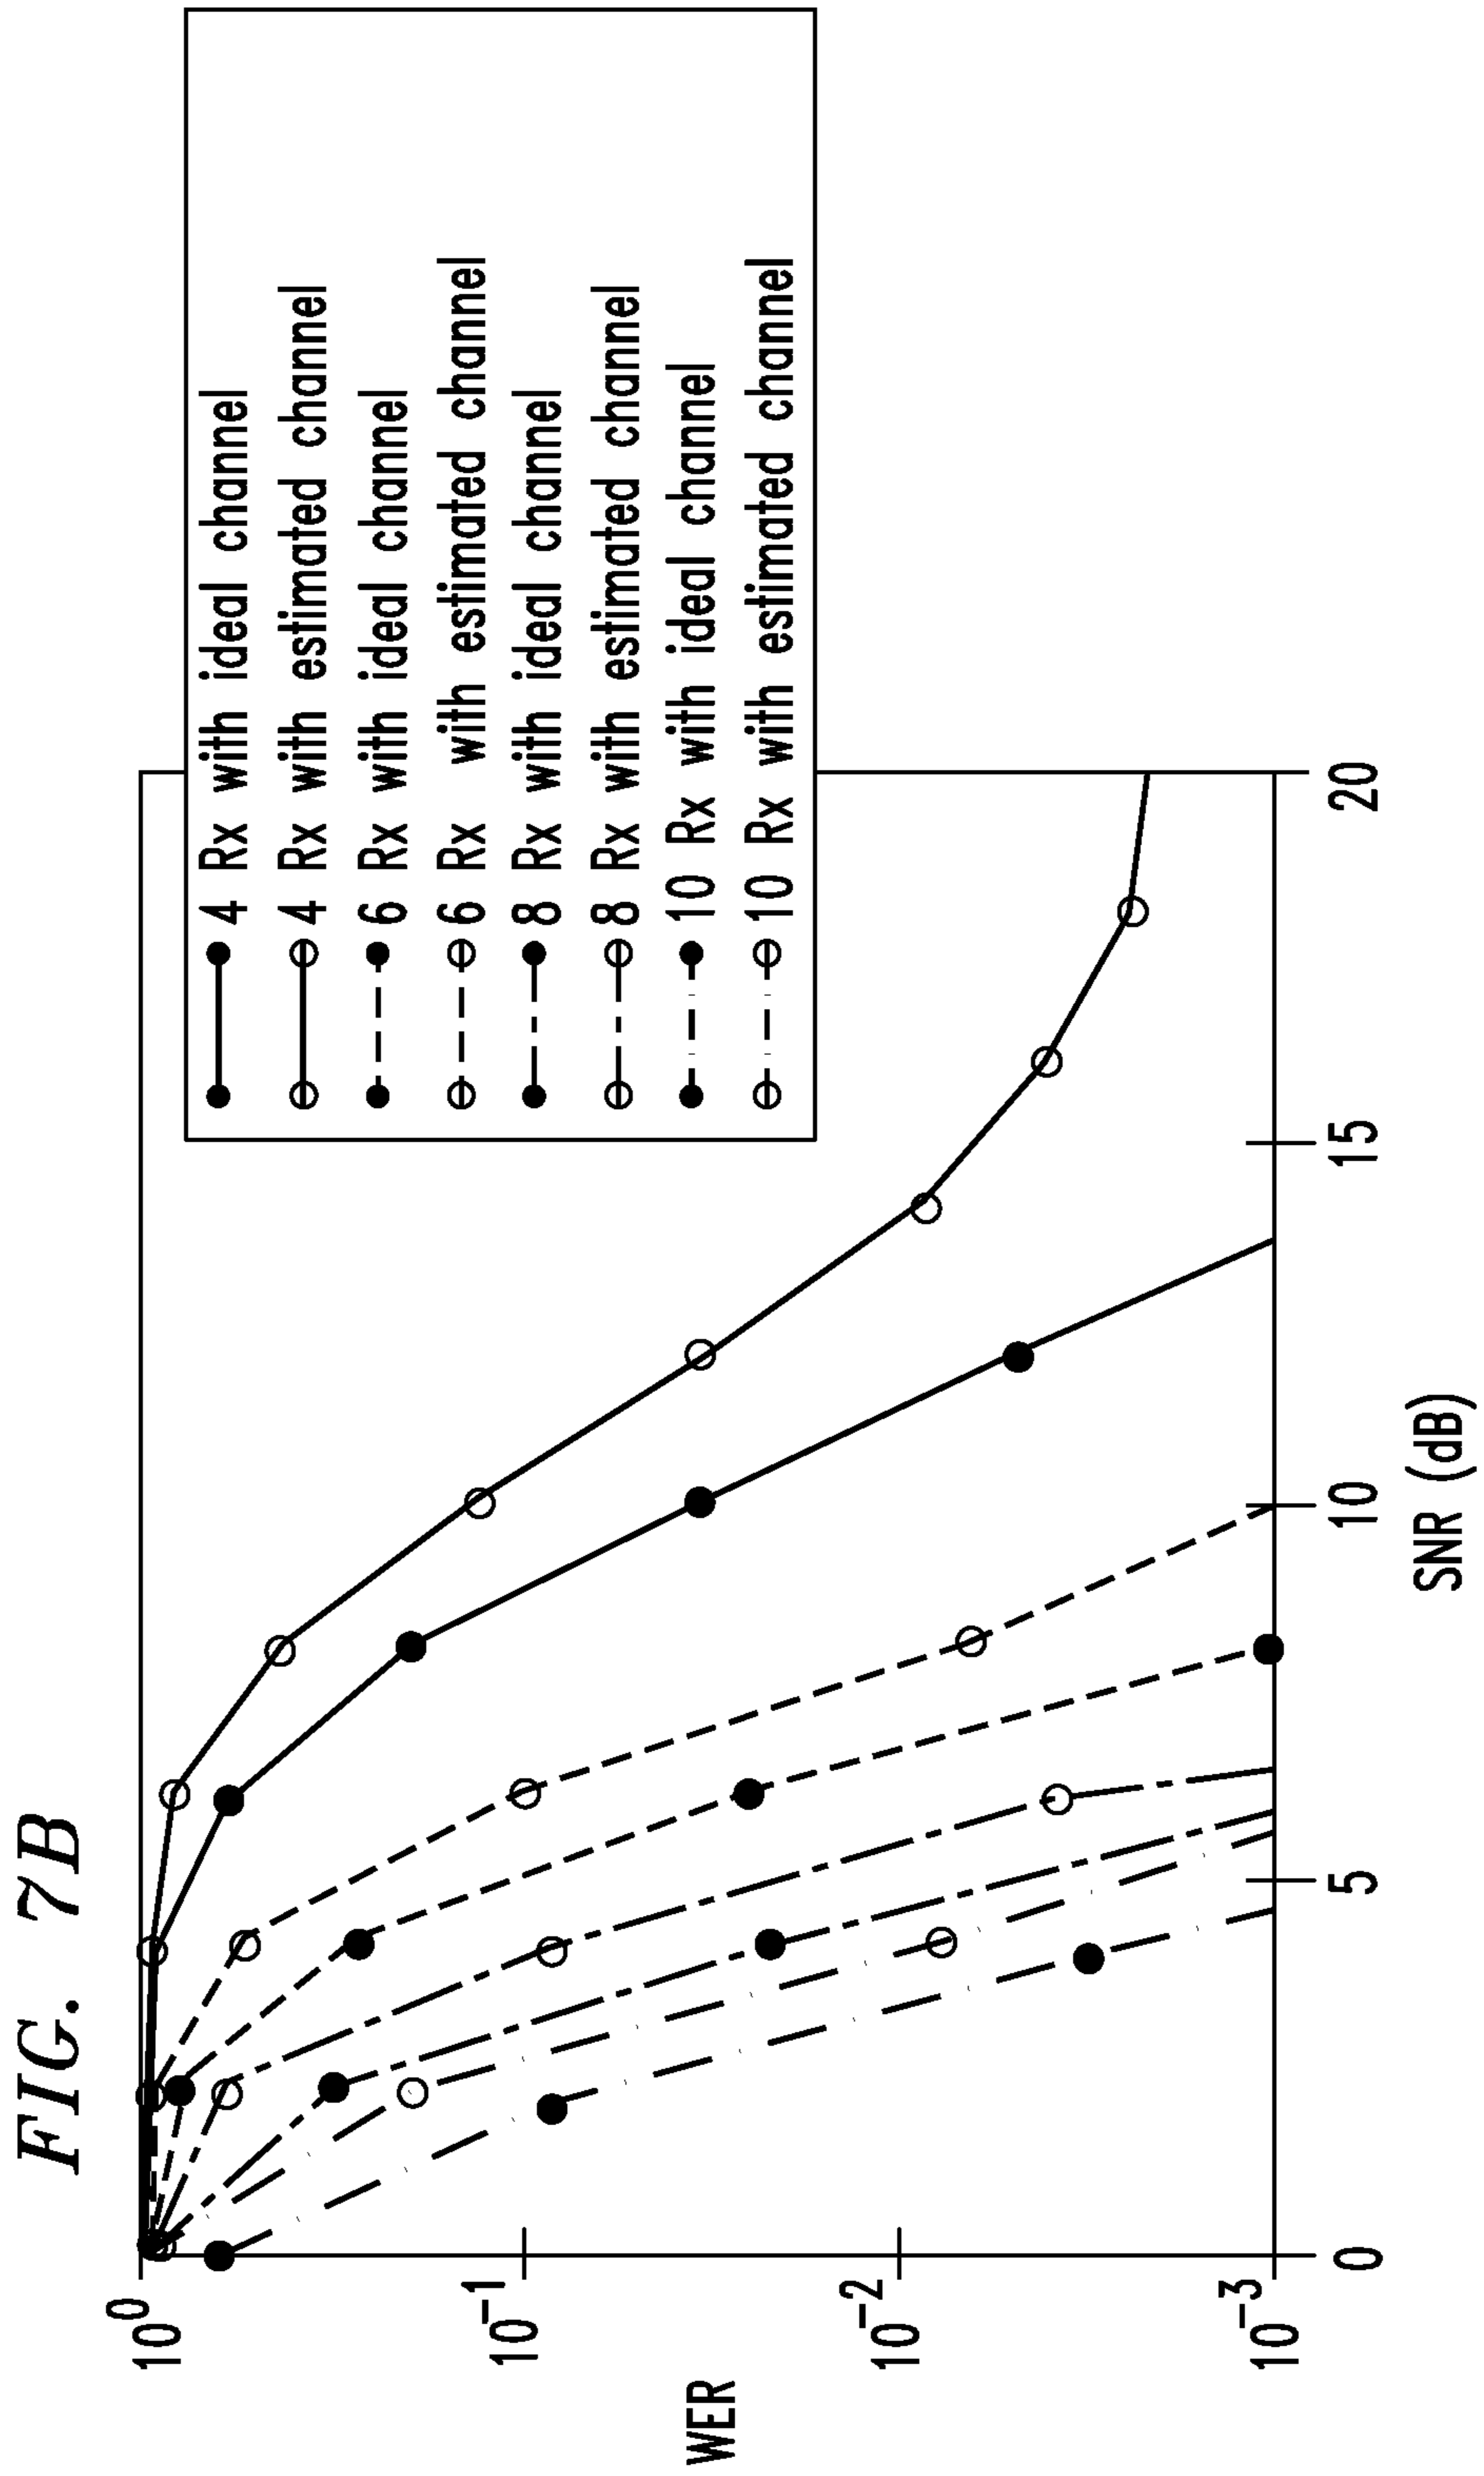 FIG. 7B
4 Rx with ideal channel
4 Rx with estimated channel
6 Rx with ideal channel
6 Rx with estimated channel
8 Rx with ideal channel
8 Rx with estimated channel
10 Rx with ideal channel
10 Rx with estimated channel
10⁰
10⁻¹
10⁻²
10⁻³
WER
0
5
10
15
20
SNR (dB)